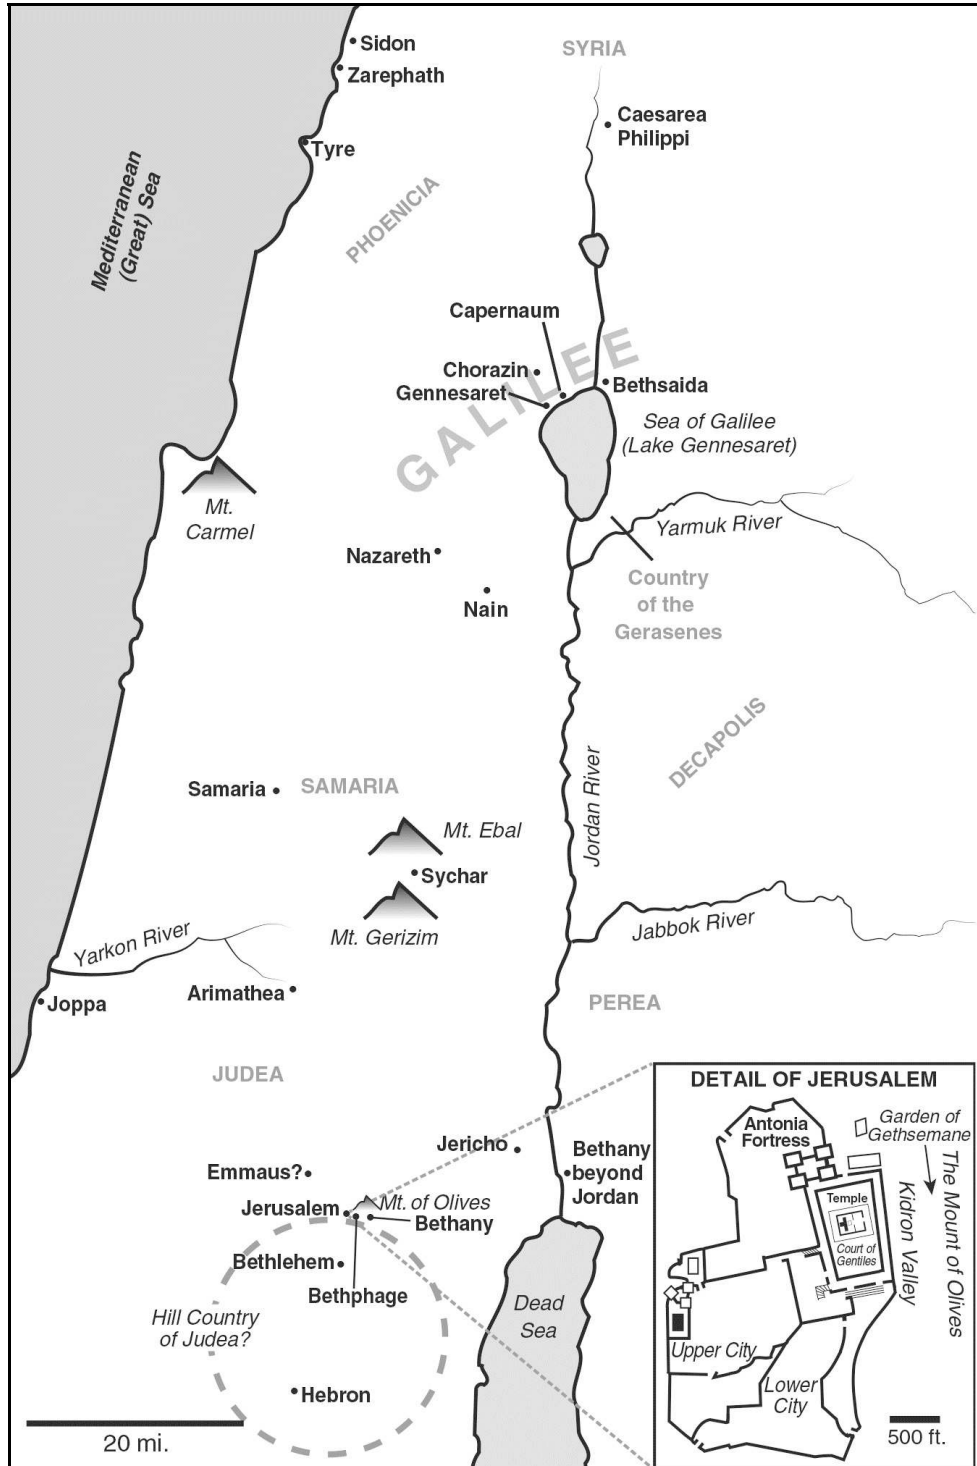 Sidon
Zarephath
SYRIA
Caesarea
Philippi
Tyre
Mediterranean
(Great) Sea
PHOENICIA
Capernaum
GALILEE
Chorazin
Gennesaret
Bethsaida
Sea of Galilee
(Lake Gennesaret)
Mt.
Carmel
Yarmuk River
Nazareth
Nain
Country
of the
Gerasenes
DECAPOLIS
Jordan River
Samaria
SAMARIA
Mt. Ebal
Sychar
Mt. Gerizim
Jabbok River
Yarkon River
Arimathea
Joppa
PEREA
JUDEA
Jericho
Bethany
beyond
Jordan
Emmaus?
Jerusalem
Mt. of Olives
Bethany
Bethlehem
Bethphage
Hill Country
of Judea?
Dead
Sea
Hebron
20 mi.
DETAIL OF JERUSALEM
Antonia
Fortress
Garden of
Gethsemane
The Mount of Olives
Kidron Valley
Temple
Court of
Gentiles
Upper City
Lower
City
500 ft.